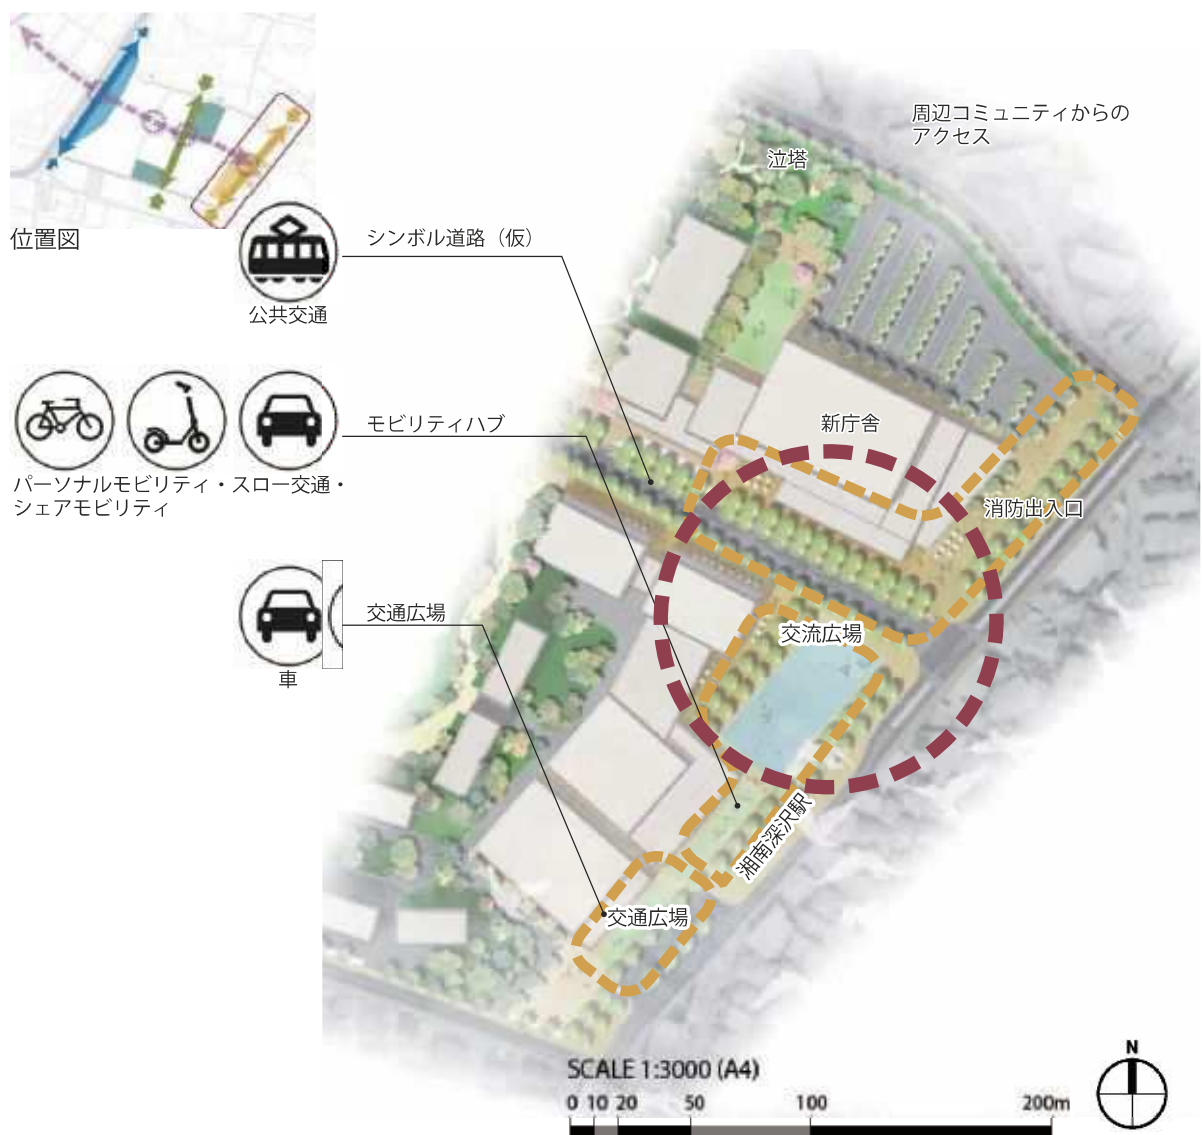 周辺コミュニティからの
アクセス
泣塔
位置図
シンボル道路（仮）
公共交通
モビリティハブ
新庁舎
パーソナルモビリティ・スロー交通・
シェアモビリティ
消防出入口
交通広場
交流広場
車
湘南深沢駅
交通広場
SCALE 1:3000 (A4)
N
0 10 20 50 100 200m